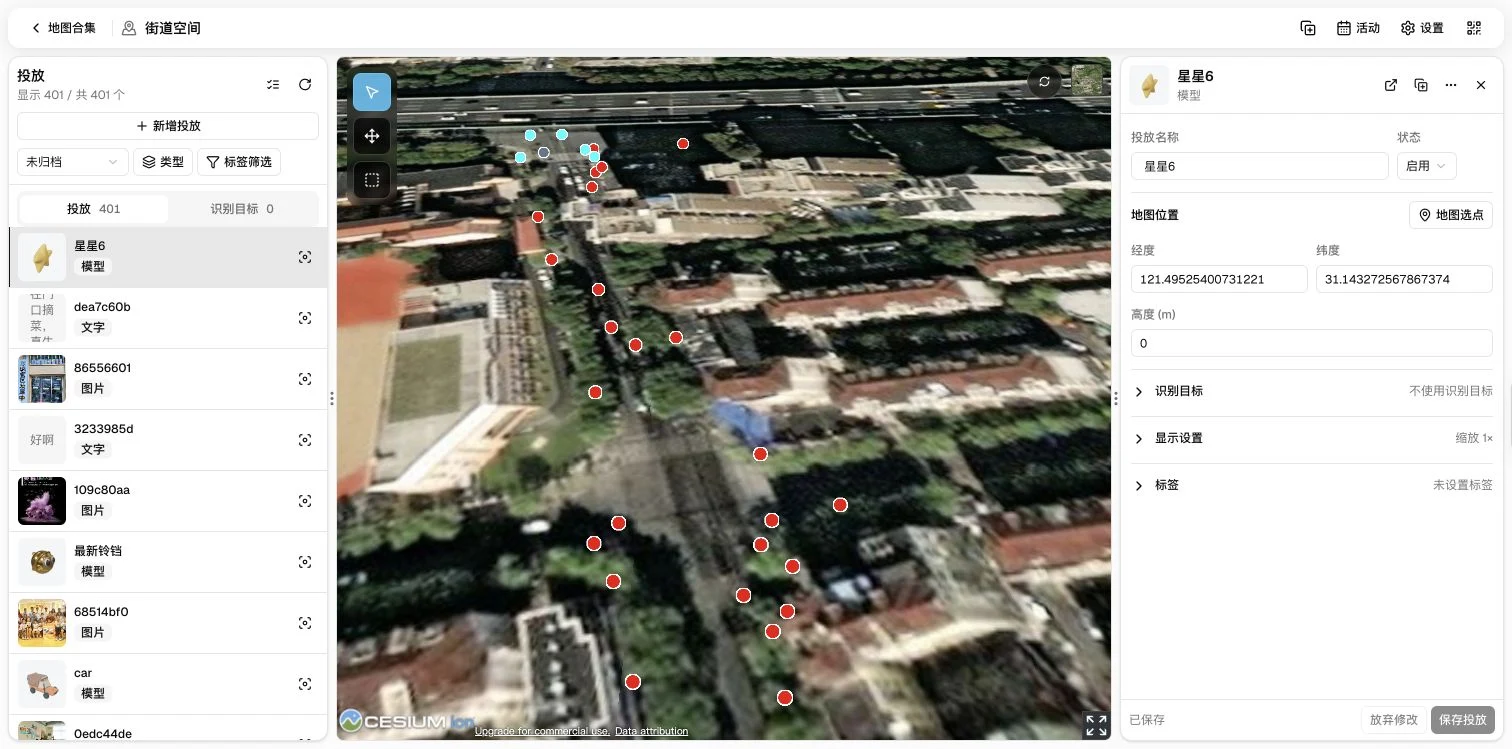 地图合集
街道空间
活动
设置
投放
显示 401 / 共 401 个
新增投放
未归档
类型
标签筛选
投放 401
识别目标 0
星星6
模型
口摘
菜，
dea7c60b
文字
86556601
图片
好啊
3233985d
文字
109c80aa
图片
最新铃铛
模型
68514bf0
图片
car
模型
0edc44de
CESIUM ion
Upgrade for commercial use. Data attribution
星星6
模型
投放名称
状态
星星6
启用
地图位置
地图选点
经度
纬度
121.49525400731221
31.143272567867374
高度 (m)
0
识别目标
不使用识别目标
显示设置
缩放 1×
标签
未设置标签
已保存
放弃修改
保存投放